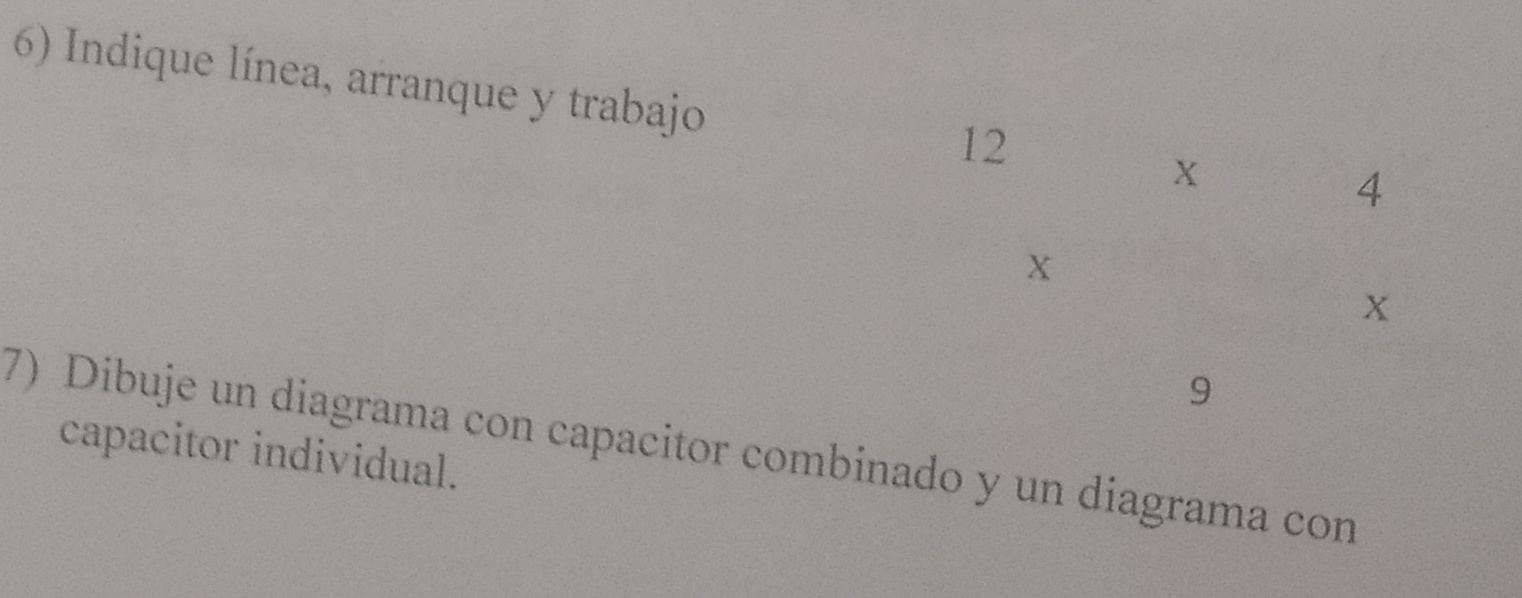 6) Indique línea, arranque y trabajo
12 x 4
x x
9
7) Dibuje un diagrama con capacitor combinado y un diagrama con
capacitor individual.